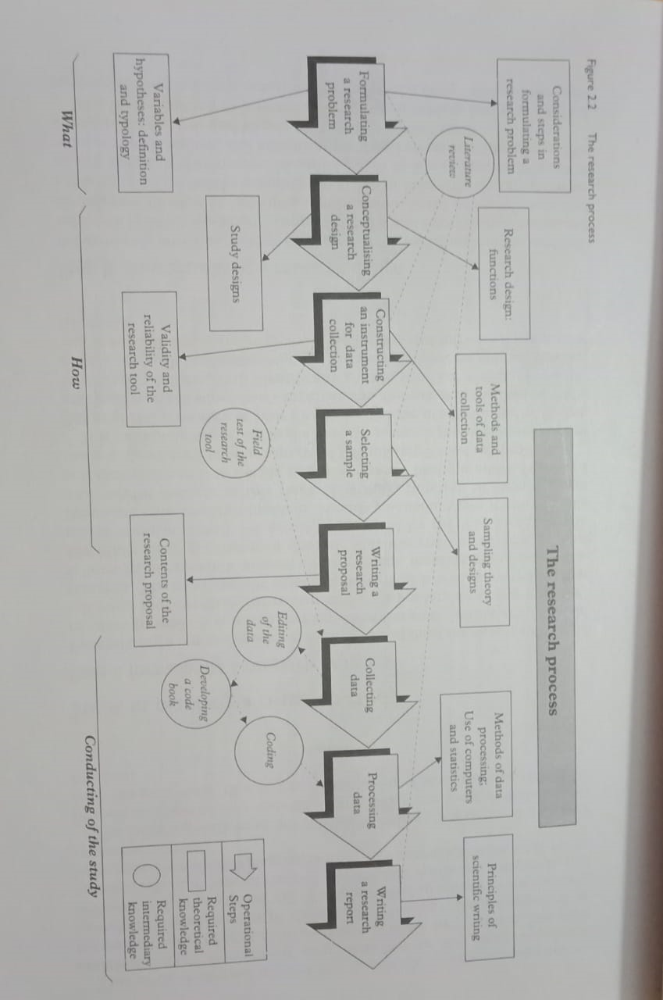 Figure 2.2 The research process
The research process
Considerations
and steps in
formulating a
research problem
Research design:
functions
Methods and
tools of data
collection
Sampling theory
and designs
Methods of data
processing;
Use of computers
and statistics
Principles of
scientific writing
Literature
review
Formulating
a research
problem
Conceptualising
a research
design
Constructing
an instrument
for data
collection
Selecting
a sample
Writing a
research
proposal
Collecting
data
Processing
data
Writing
a research
report
Study designs
Field
test of the
research
tool
Editing
of the
data
Developing
a code
book
Coding
Variables and
hypotheses: definition
and typology
Validity and
reliability of the
research tool
Contents of the
research proposal
Operational
Steps
Required
theoretical
knowledge
Required
intermediary
knowledge
What
How
Conducting of the study